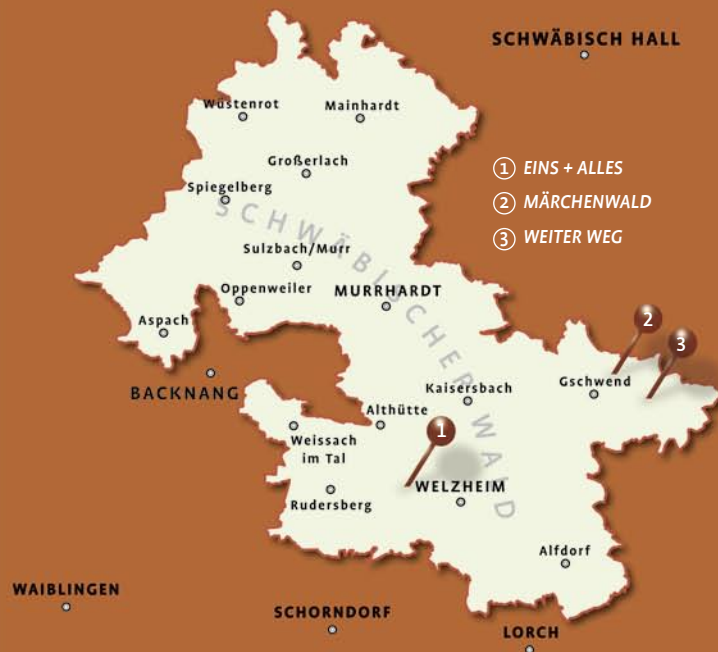 SCHWÄBISCH HALL
Wüstenrot
Mainhardt
Großerlach
① EINS + ALLES
② MÄRCHENWALD
③ WEITER WEG
Spiegelberg
SCHWÄBISCHER WALD
Sulzbach/Murr
Oppenweiler
MURRHARDT
Aspach
2
3
BACKNANG
Kaisersbach
Gschwend
Althütte
1
Weissach
im Tal
WELZHEIM
Rudersberg
Alfdorf
WAIBLINGEN
SCHORNDORF
LORCH